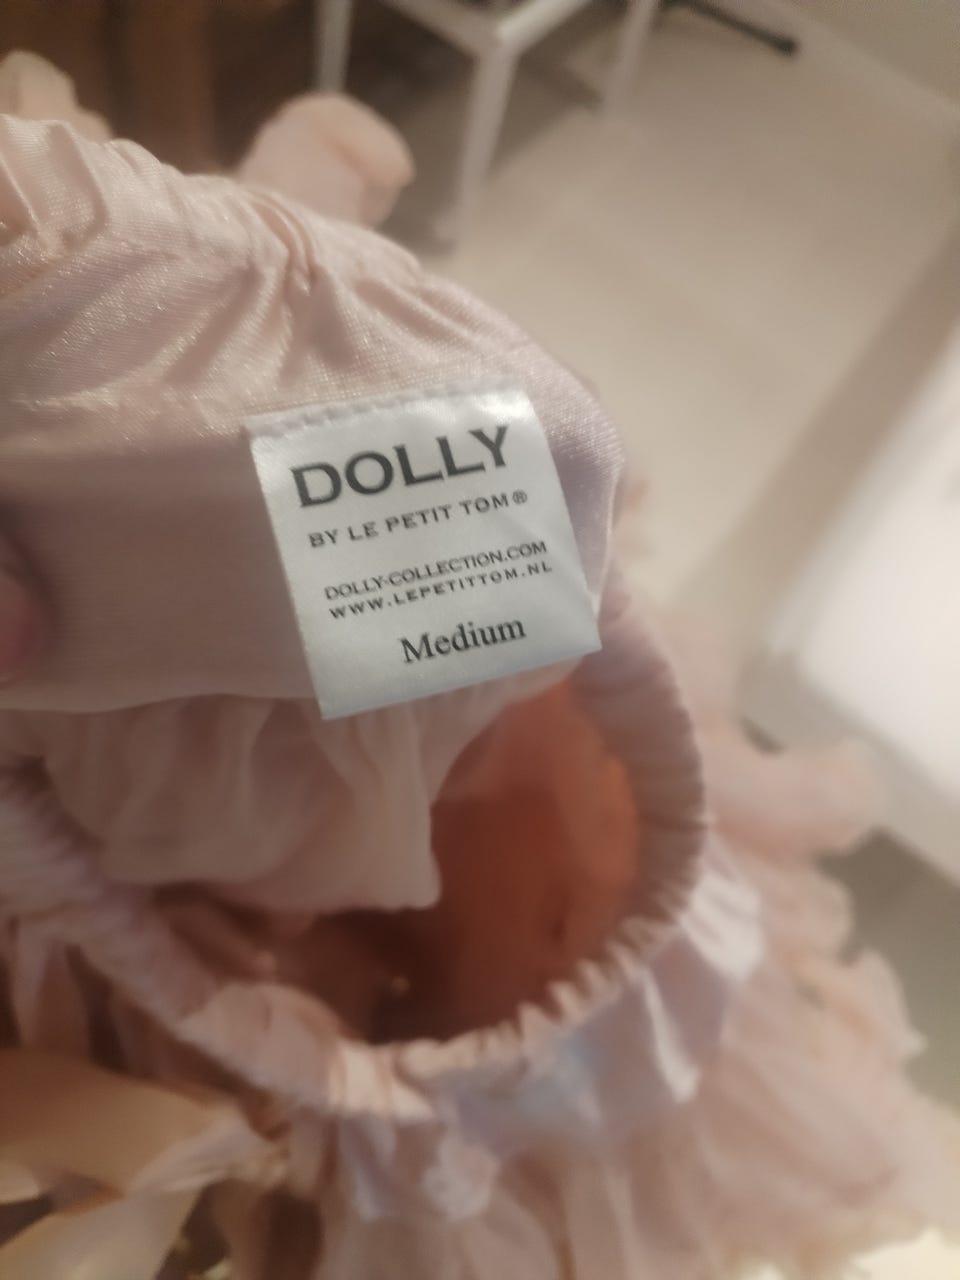 DOLLY
BY LE PETIT TOM®
DOLLY-COLLECTION.COM
WWW.LEPETITTOM.NL
Medium